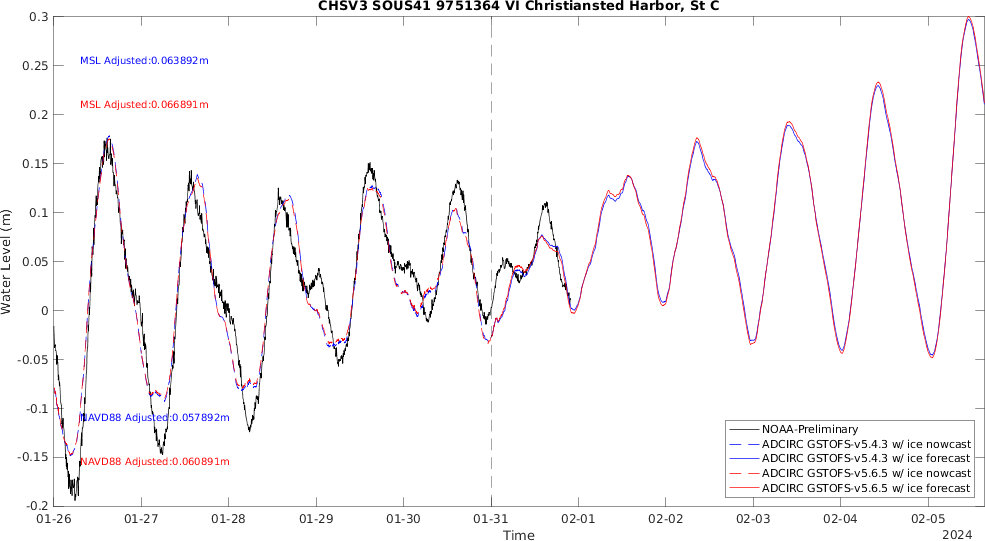 CHSV3 SOUS41 9751364 VI Christiansted Harbor, St C
0.3
0.25
0.2
0.15
0.1
0.05
0
-0.05
-0.1
-0.15
-0.2
Water Level (m)
MSL Adjusted:0.063892m
MSL Adjusted:0.066891m
NAVD88 Adjusted:0.057892m
NAVD88 Adjusted:0.060891m
NOAA-Preliminary
ADCIRC GSTOFS-v5.4.3 w/ ice nowcast
ADCIRC GSTOFS-v5.4.3 w/ ice forecast
ADCIRC GSTOFS-v5.6.5 w/ ice nowcast
ADCIRC GSTOFS-v5.6.5 w/ ice forecast
01-26 01-27 01-28 01-29 01-30 01-31 02-01 02-02 02-03 02-04 02-05
Time
2024